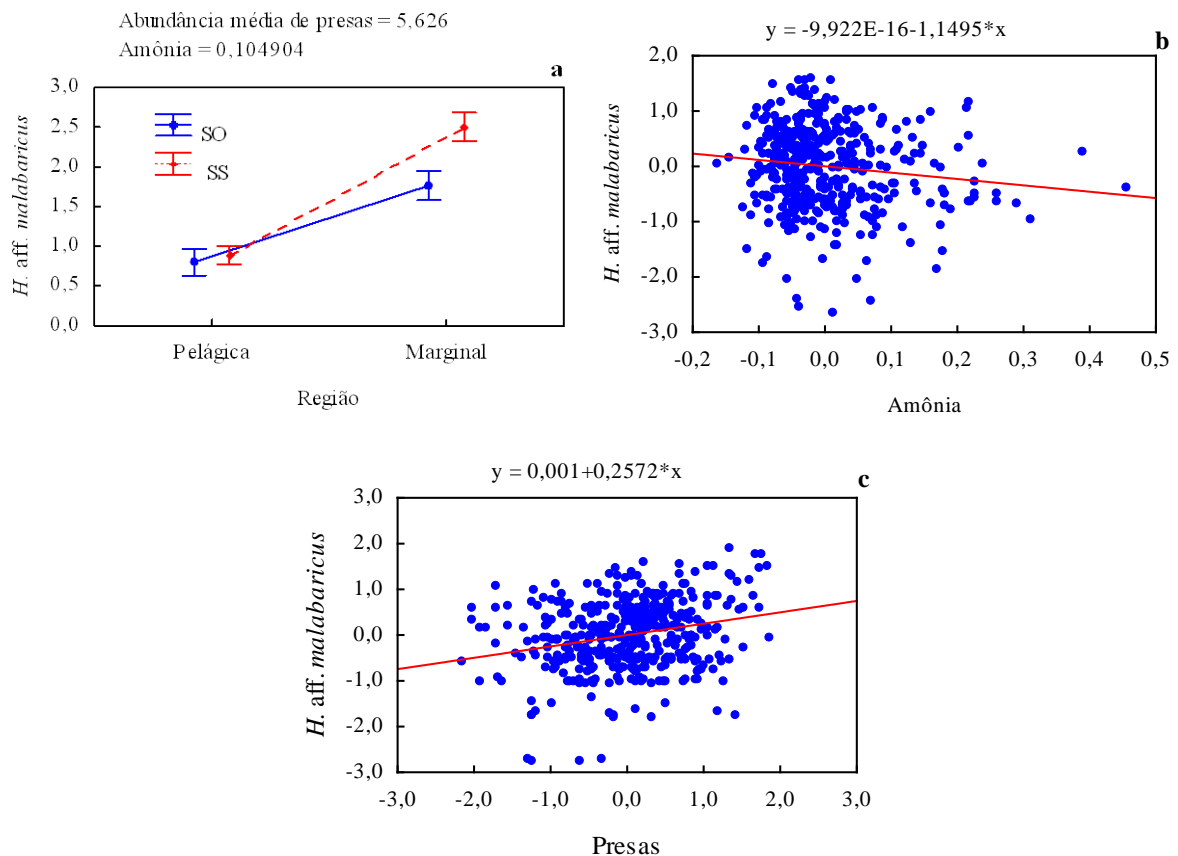 Abundância média de presas = 5,626
Amônia = 0,104904
a
3,0
2,5
2,0
1,5
1,0
0,5
0,0
H. aff. malabaricus
SO
SS
Pelágica Marginal
Região
y = -9,922E-16-1,1495*x
b
2,0
1,0
0,0
-1,0
-2,0
-3,0
H. aff. malabaricus
-0,2 -0,1 0,0 0,1 0,2 0,3 0,4 0,5
Amônia
y = 0,001+0,2572*x
c
3,0
2,0
1,0
0,0
-1,0
-2,0
-3,0
H. aff. malabaricus
-3,0 -2,0 -1,0 0,0 1,0 2,0 3,0
Presas